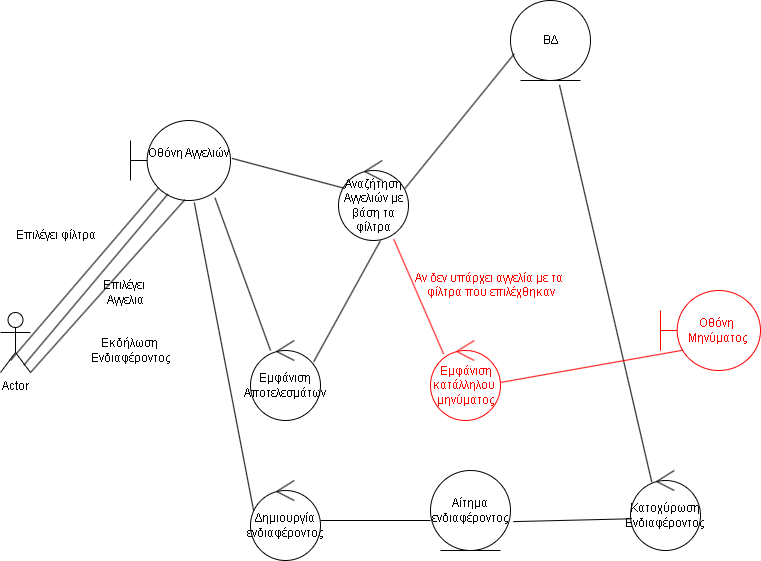 ΒΔ
Οθόνη Αγγελιών
Αναζήτηση
Αγγελιών με
βάση τα
φίλτρα
Επιλέγει φίλτρα
Επιλέγει
Αγγελια
Αν δεν υπάρχει αγγελία με τα
φίλτρα που επιλέχθηκαν
Οθόνη
Μηνύματος
Εκδήλωση
Ενδιαφέροντος
Actor
Εμφάνιση
Αποτελεσμάτων
Εμφάνιση
κατάλληλου
μηνύματος
Δημιουργία
ενδιαφέροντος
Αίτημα
ενδιαφέροντος
Κατοχύρωση
Ενδιαφέροντος